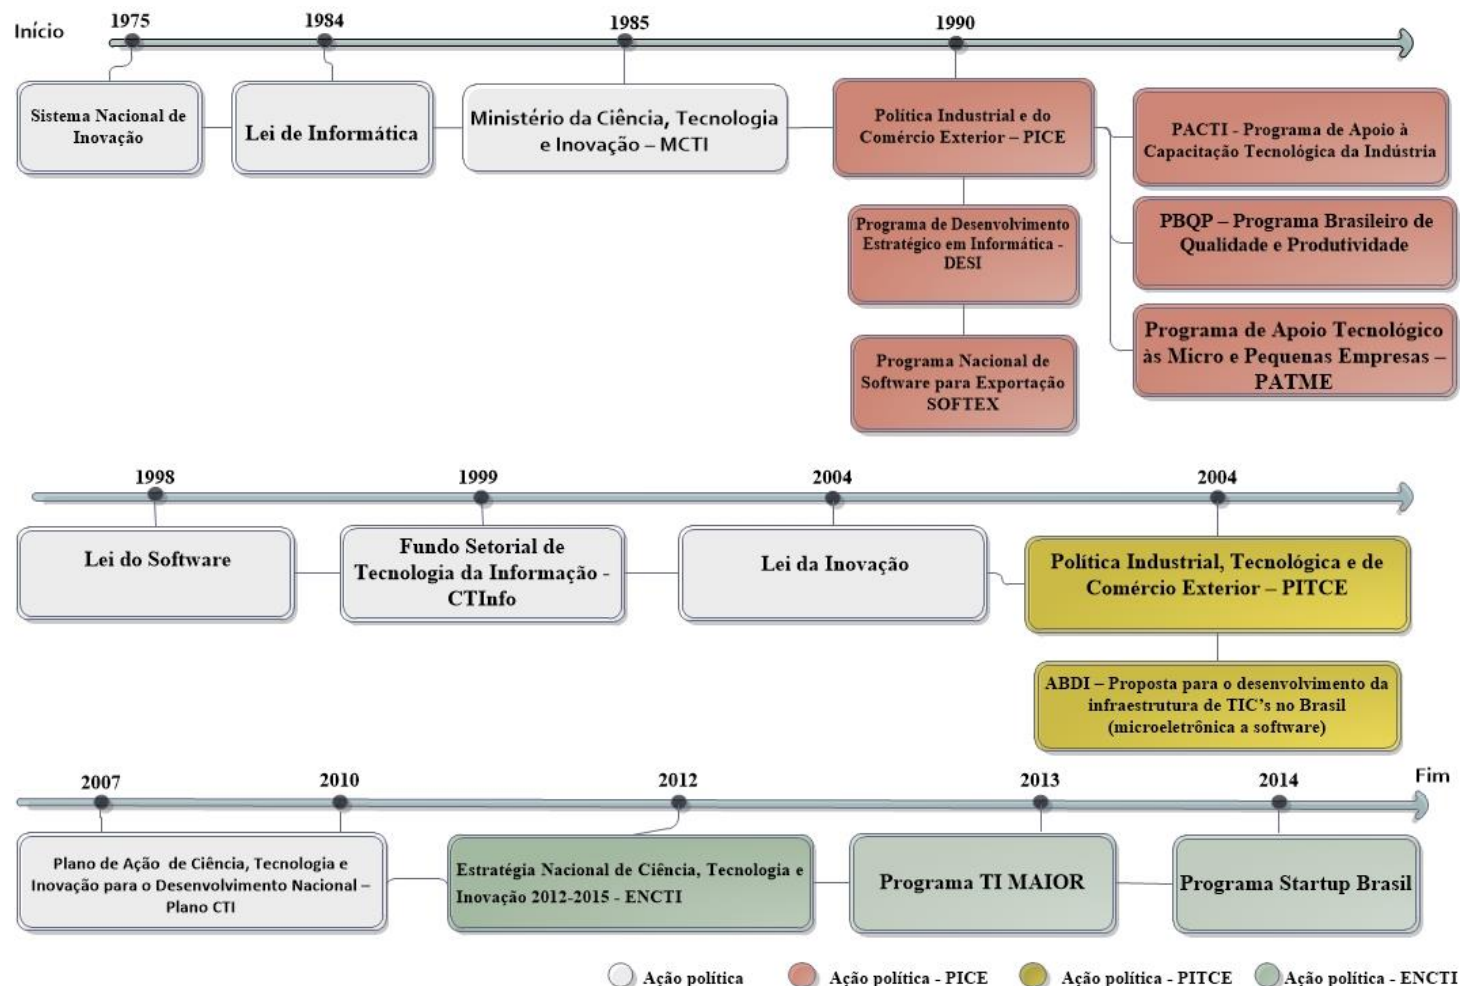 Início
1975
1984
1985
1990
Sistema Nacional de
Inovação
Lei de Informática
Ministério da Ciência, Tecnologia
e Inovação – MCTI
Política Industrial e do
Comércio Exterior – PICE
PACTI - Programa de Apoio à
Capacitação Tecnológica da Indústria
Programa de Desenvolvimento
Estratégico em Informática -
DESI
PBQP – Programa Brasileiro de
Qualidade e Produtividade
Programa Nacional de
Software para Exportação
SOFTEX
Programa de Apoio Tecnológico
às Micro e Pequenas Empresas –
PATME
1998
1999
2004
2004
Lei do Software
Fundo Setorial de
Tecnologia da Informação -
CTInfo
Lei da Inovação
Política Industrial, Tecnológica e de
Comércio Exterior – PITCE
ABDI – Proposta para o desenvolvimento da
infraestrutura de TIC's no Brasil
(microeletrônica a software)
2007
2010
2012
2013
2014
Fim
Plano de Ação de Ciência, Tecnologia e
Inovação para o Desenvolvimento Nacional –
Plano CTI
Estratégia Nacional de Ciência, Tecnologia e
Inovação 2012-2015 - ENCTI
Programa TI MAIOR
Programa Startup Brasil
Ação política
Ação política - PICE
Ação política - PITCE
Ação política - ENCTI